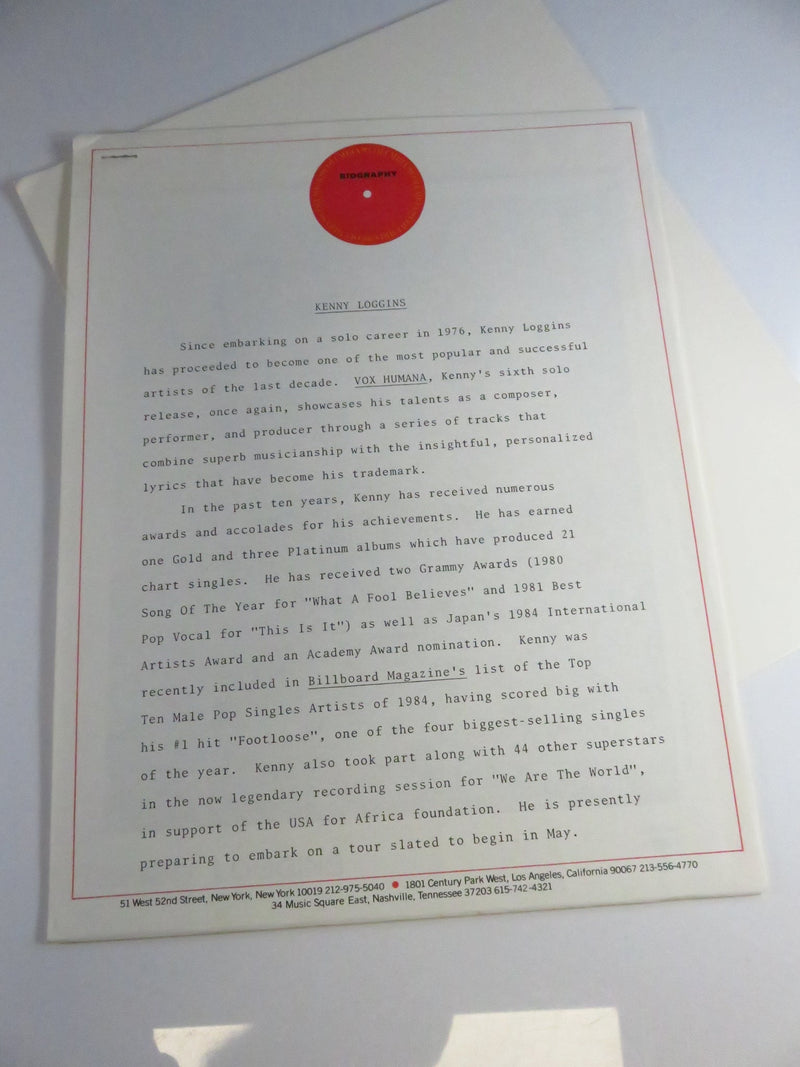 BIOGRAPHY
KENNY LOGGINS
Since embarking on a solo career in 1976, Kenny Loggins
has proceeded to become one of the most popular and successful
artists of the last decade. VOX HUMANA, Kenny's sixth solo
release, once again, showcases his talents as a composer,
performer, and producer through a series of tracks that
combine superb musicianship with the insightful, personalized
lyrics that have become his trademark.
In the past ten years, Kenny has received numerous
awards and accolades for his achievements. He has earned
one Gold and three Platinum albums which have produced 21
chart singles. He has received two Grammy Awards (1980
Song Of The Year for "What A Fool Believes" and 1981 Best
Pop Vocal for "This Is It") as well as Japan's 1984 International
Artists Award and an Academy Award nomination. Kenny was
recently included in Billboard Magazine's list of the Top
Ten Male Pop Singles Artists of 1984, having scored big with
his #1 hit "Footloose", one of the four biggest-selling singles
of the year. Kenny also took part along with 44 other superstars
in the now legendary recording session for "We Are The World",
in support of the USA for Africa foundation. He is presently
preparing to embark on a tour slated to begin in May.
51 West 52nd Street, New York, New York 10019 212-975-5040 ● 1801 Century Park West, Los Angeles, California 90067 213-556-4770
34 Music Square East, Nashville, Tennessee 37203 615-742-4321